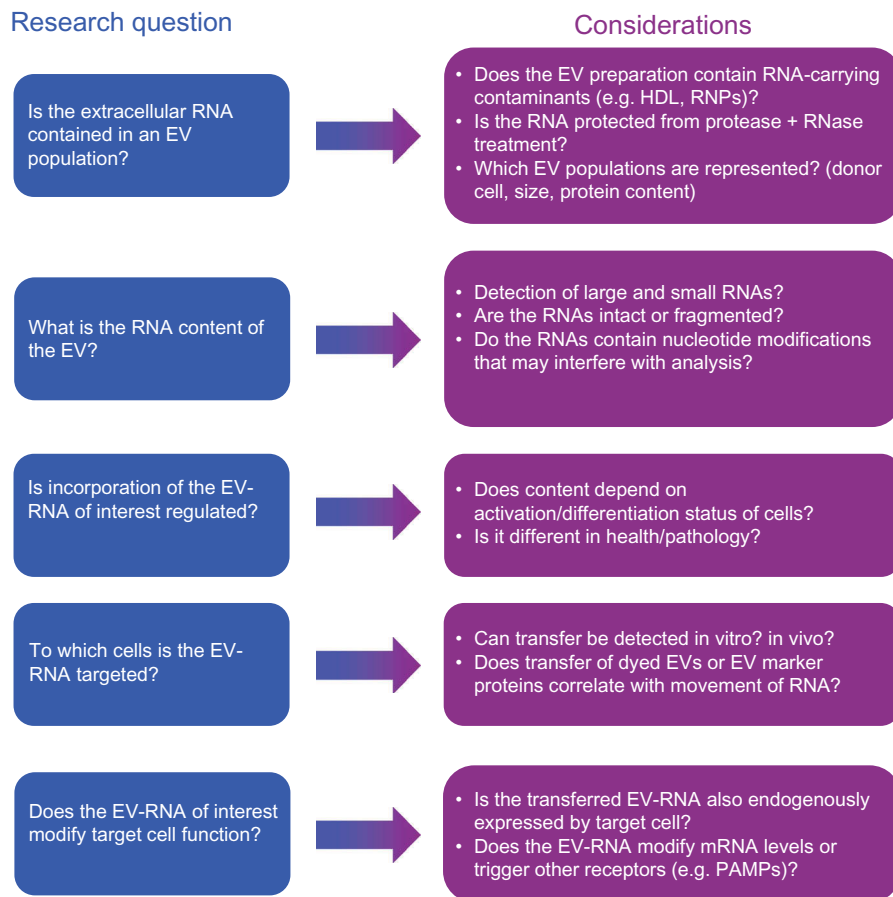 Research question
Considerations
Is the extracellular RNA
contained in an EV
population?
• Does the EV preparation contain RNA-carrying
contaminants (e.g. HDL, RNPs)?
• Is the RNA protected from protease + RNase
treatment?
• Which EV populations are represented? (donor
cell, size, protein content)
What is the RNA content of
the EV?
• Detection of large and small RNAs?
• Are the RNAs intact or fragmented?
• Do the RNAs contain nucleotide modifications
that may interfere with analysis?
Is incorporation of the EV-
RNA of interest regulated?
• Does content depend on
activation/differentiation status of cells?
• Is it different in health/pathology?
To which cells is the EV-
RNA targeted?
• Can transfer be detected in vitro? in vivo?
• Does transfer of dyed EVs or EV marker
proteins correlate with movement of RNA?
Does the EV-RNA of interest
modify target cell function?
• Is the transferred EV-RNA also endogenously
expressed by target cell?
• Does the EV-RNA modify mRNA levels or
trigger other receptors (e.g. PAMPs)?